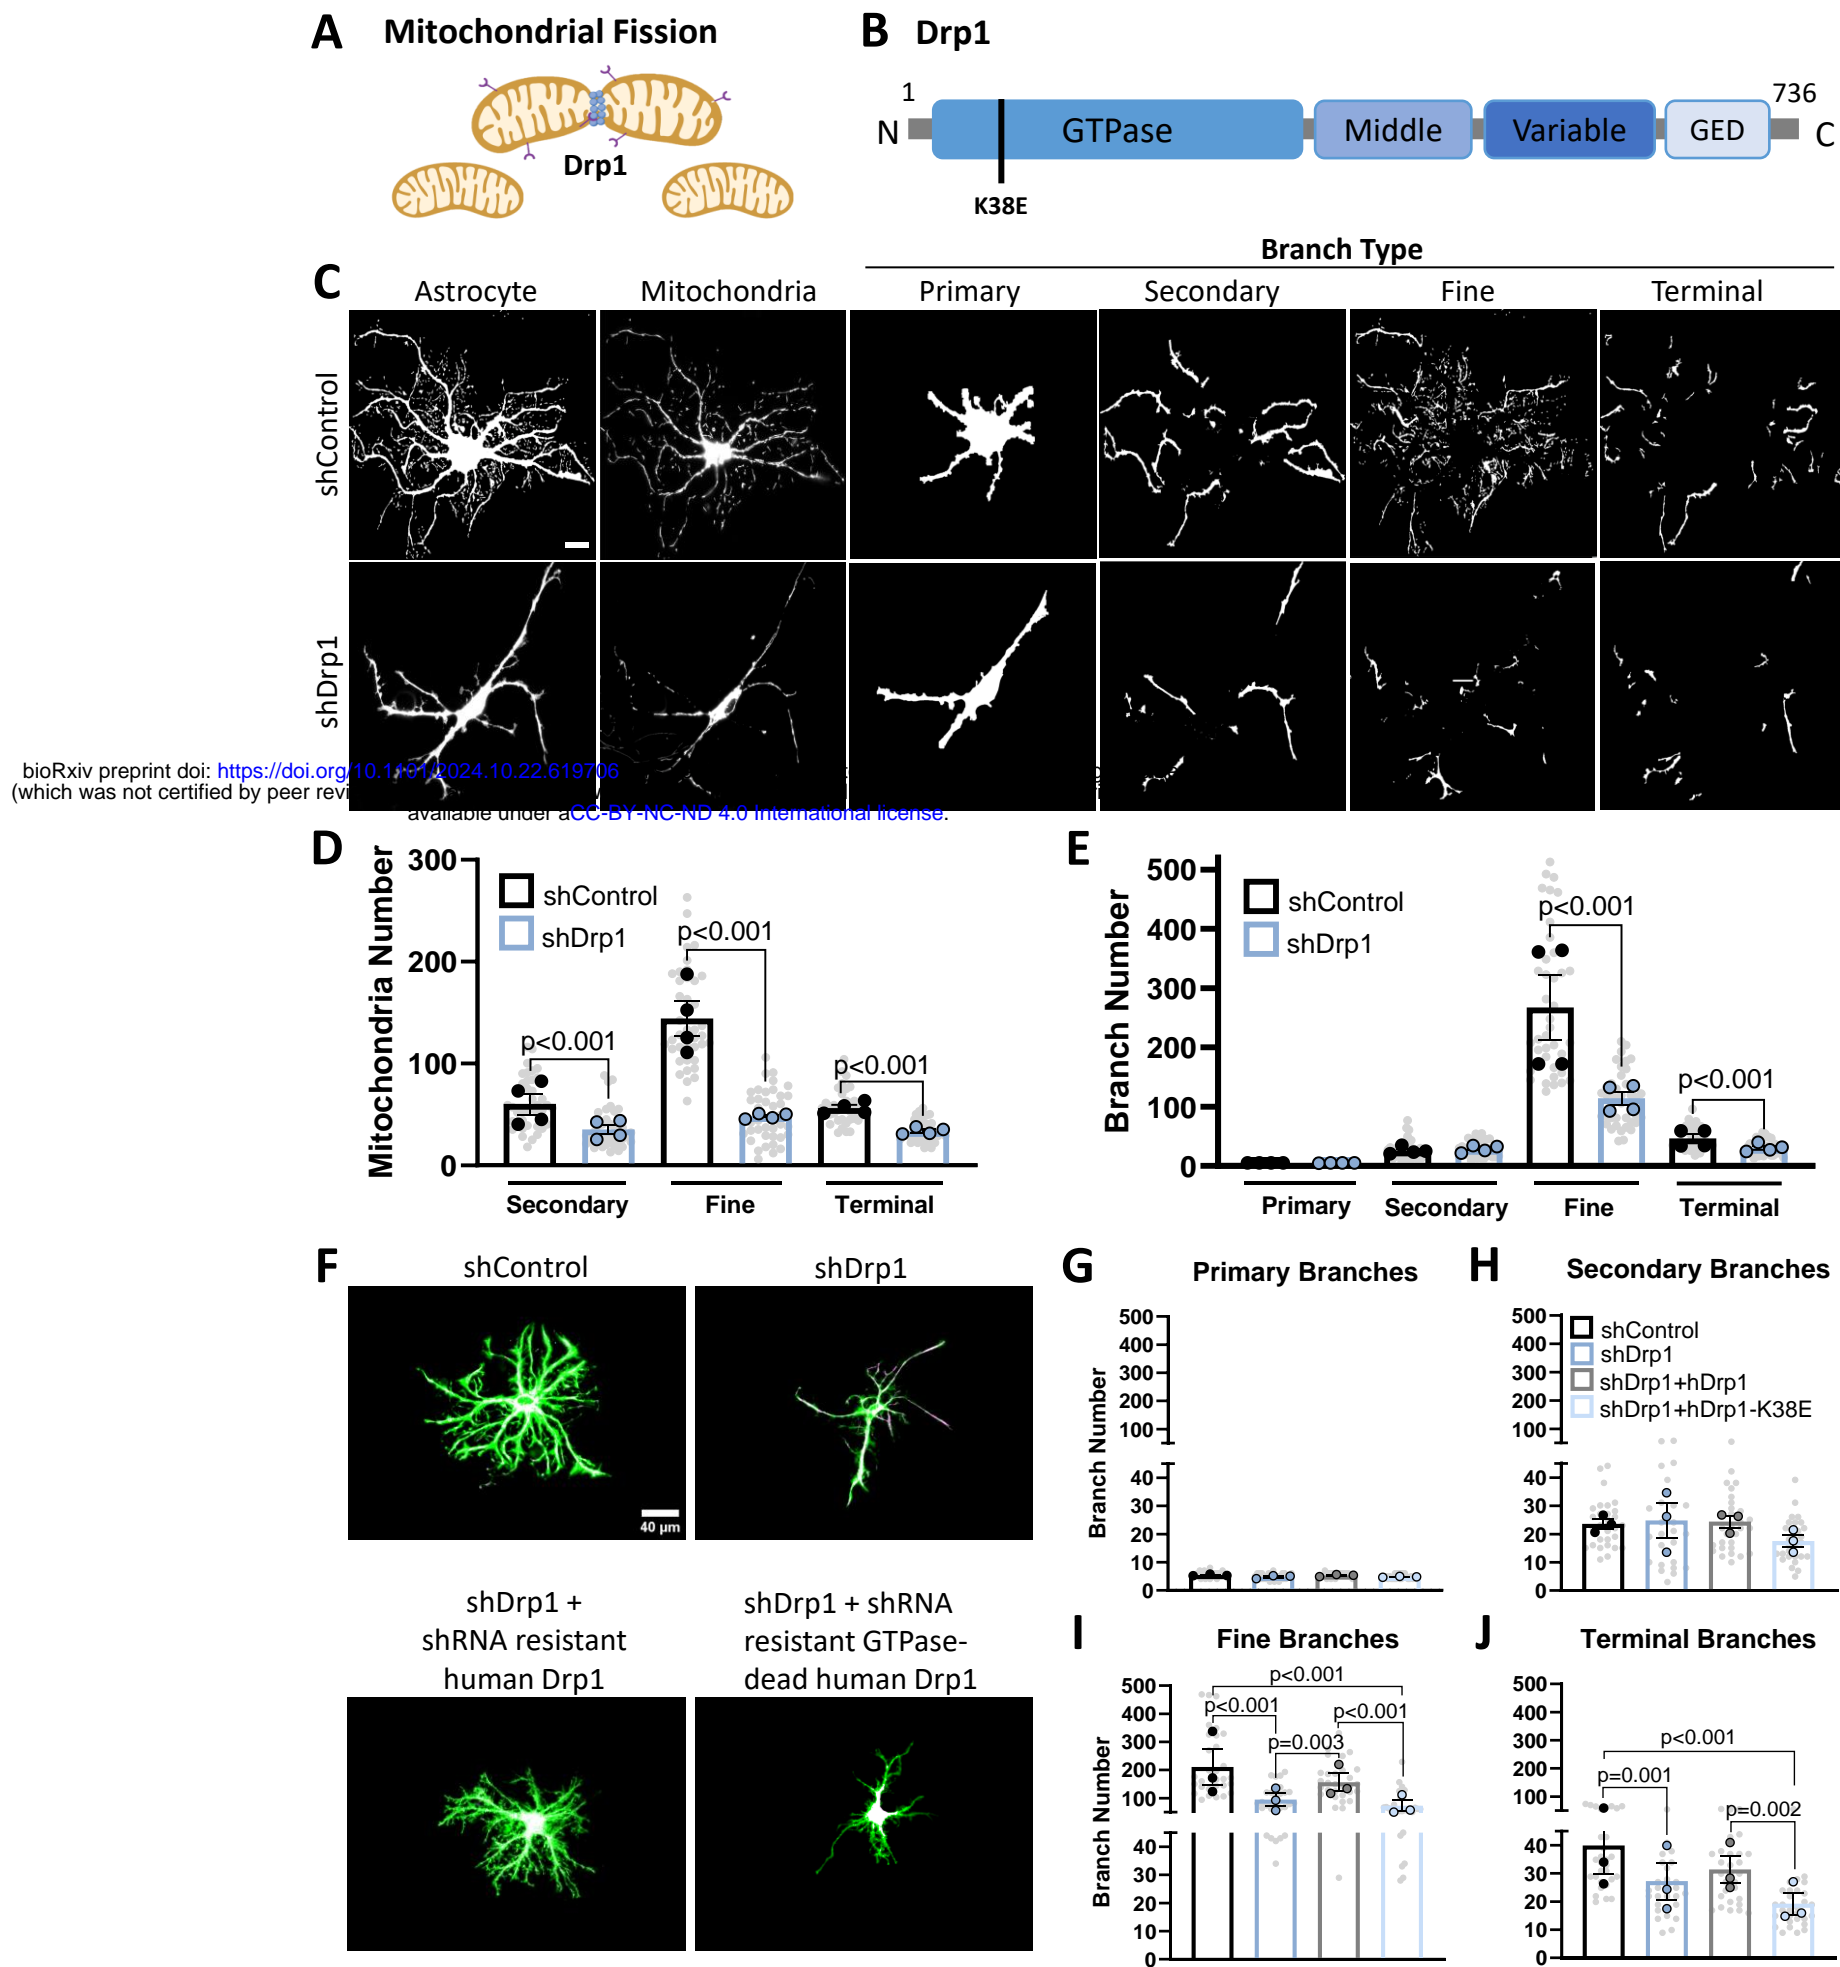 A Mitochondrial Fission
Drp1
B Drp1
1
736
N GTPase Middle Variable GED C
K38E
Branch Type
C Astrocyte Mitochondria Primary Secondary Fine Terminal
shControl
shDrp1
bioRxiv preprint doi: https://doi.org/10.1101/2024.10.22.619706
(which was not certified by peer revi
available under aCC-BY-NC-ND 4.0 International license.
D
Mitochondria Number
300
200
100
0
shControl
shDrp1
p<0.001
p<0.001
p<0.001
Secondary Fine Terminal
E
Branch Number
500
400
300
200
100
0
shControl
shDrp1
p<0.001
p<0.001
Primary Secondary Fine Terminal
F shControl shDrp1
40 µm
shDrp1 +
shRNA resistant
human Drp1
shDrp1 + shRNA
resistant GTPase-
dead human Drp1
G Primary Branches
Branch Number
500
400
300
200
100
40
30
20
10
0
H Secondary Branches
500
400
300
200
100
40
30
20
10
0
shControl
shDrp1
shDrp1+hDrp1
shDrp1+hDrp1-K38E
I Fine Branches
Branch Number
500
400
300
200
100
40
30
20
10
0
p<0.001
p<0.001
p<0.001
p=0.003
J Terminal Branches
500
400
300
200
100
40
30
20
10
0
p<0.001
p=0.001
p=0.002